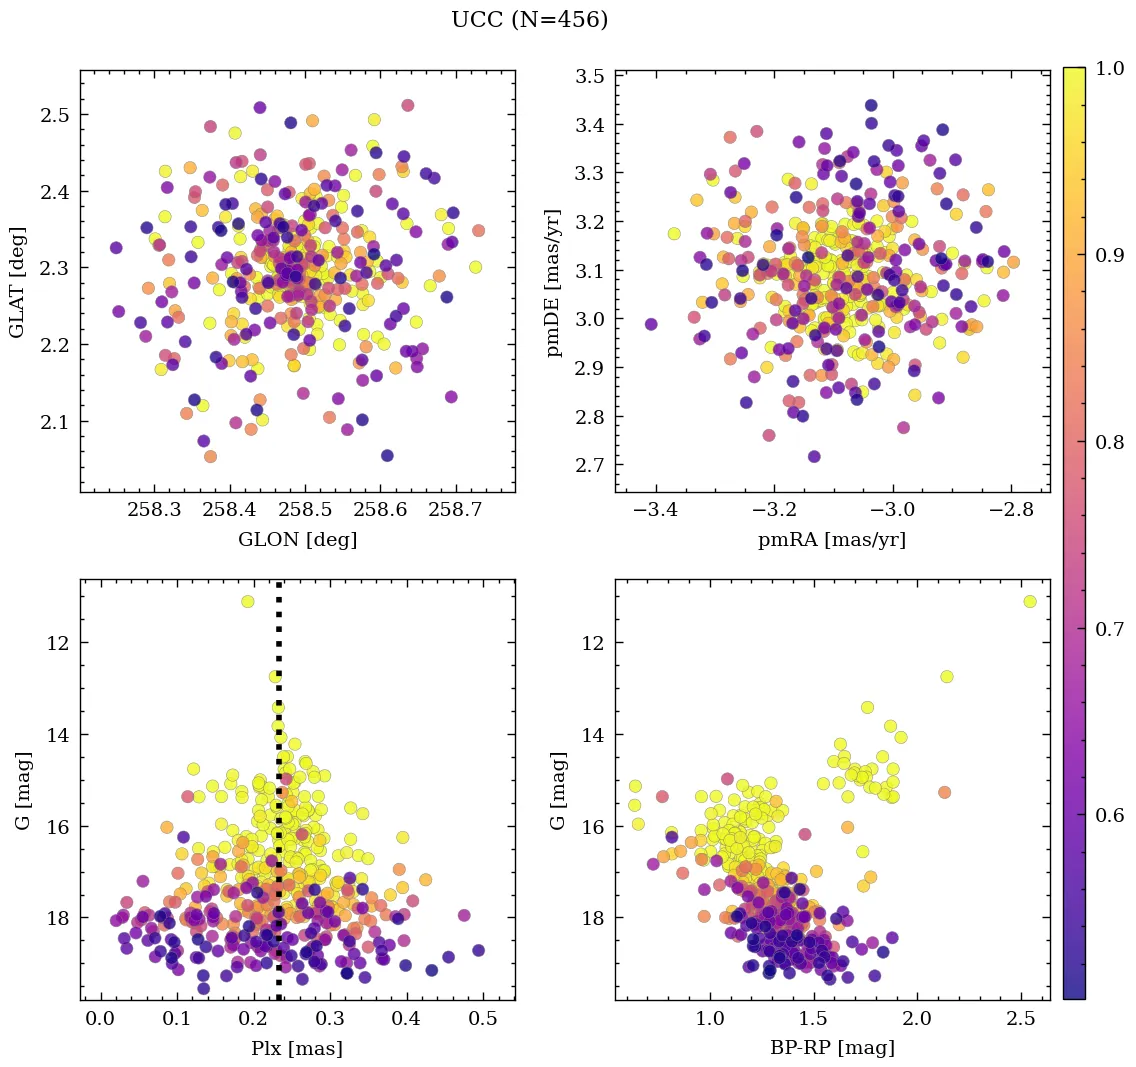 UCC (N=456)
2.5
2.4
2.3
2.2
2.1
GLAT [deg]
258.3 258.4 258.5 258.6 258.7
GLON [deg]
3.5
3.4
3.3
3.2
3.1
3.0
2.9
2.8
2.7
pmDE [mas/yr]
−3.4 −3.2 −3.0 −2.8
pmRA [mas/yr]
12
14
16
18
G [mag]
0.0 0.1 0.2 0.3 0.4 0.5
Plx [mas]
12
14
16
18
G [mag]
1.0 1.5 2.0 2.5
BP-RP [mag]
1.0
0.9
0.8
0.7
0.6